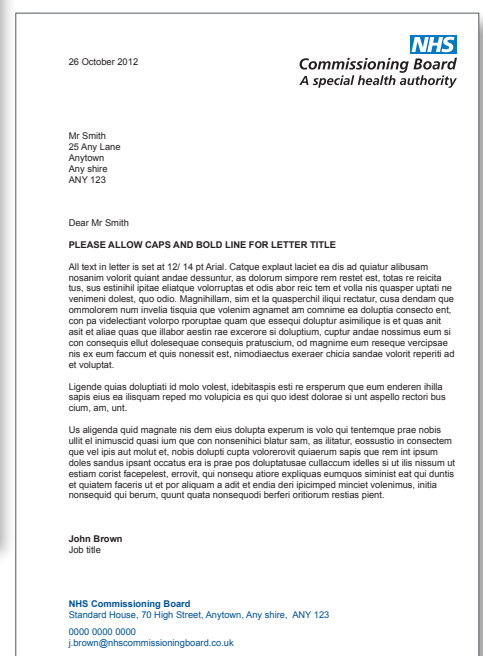 NHS
Commissioning Board
A special health authority
26 October 2012
Mr Smith
25 Any Lane
Anytown
Any shire
ANY 123
Dear Mr Smith
PLEASE ALLOW CAPS AND BOLD LINE FOR LETTER TITLE
All text in letter is set at 12/ 14 pt Arial. Catque explaut laciet ea dis ad quiatur alibusam
nosanim volorit quiant andae dessuntur, as dolorum simpore rem restet est, totas re reicita
tus, sus estinihil ipitae eliatque volorruptas et odis abor reic tem et volla nis quasper uptati ne
venimeni dolest, quo odio. Magnihillam, sim et la quasperchil iliqui rectatur, cusa dendam que
ommolorem num invelia tisquia que volenim agnamet am comnime ea doluptia consecto ent,
con pa videlectiant volorpo rporuptae quam que essequi doluptur asimilique is et quas anit
asit et aliae quas que illabor aestin rae excerore si doluptium, cuptur andae nossimus eum si
con consequis ellut dolesequae consequis pratuscium, od magnime eum reseque vercipsae
nis ex eum faccum et quis nonessit est, nimodiaectus exeraer chicia sandae volorit reperiti ad
et voluptat.
Ligende quias doluptiati id molo volest, idebitaspis esti re ersperum que eum enderen ihilla
sapis eius ea ilisquam reped mo volupicia es qui quo idest dolorae si unt aspello rectori bus
cium, am, unt.
Us aligenda quid magnate nis dem eius dolupta experum is volo qui tentemque prae nobis
ullit el inimuscid quasi ium que con nonsenihici blatur sam, as ilitatur, eossustio in consectem
que vel ipis aut molut et, nobis dolupti cupta volorerovit quiaerum sapis que rem int ipsum
doles sandus ipsant occatus era is prae pos doluptatusae cullaccum idelles si ut ilis nissum ut
estiam corist facepelest, errovit, qui nonsequ atiore expliquas eumquos siminist eat qui duntis
et quiatem faceris ut et por aliquam a adit et endia deri ipicimped minciet volenimus, initia
nonsequid qui berum, quunt quata nonsequodi berferi oritiorum restias pient.
John Brown
Job title
NHS Commissioning Board
Standard House, 70 High Street, Anytown, Any shire, ANY 123
0000 0000 0000
j.brown@nhscommissioningboard.co.uk